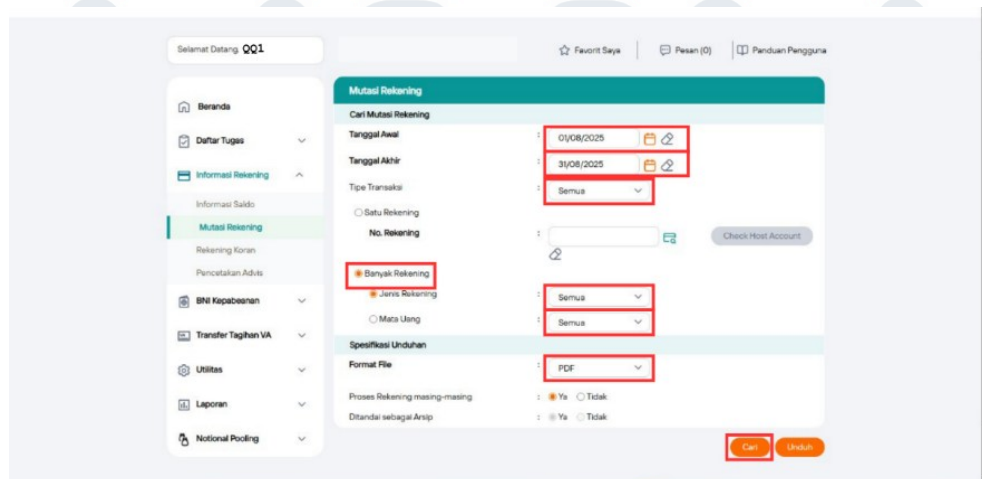 Selamat Datang, QQ1
Favorit Saya
Pesan (0)
Panduan Pengguna
Beranda
Daftar Tugas
Informasi Rekening
Informasi Saldo
Mutasi Rekening
Rekening Koran
Pencetakan Advis
BNI Kepabeanan
Transfer Tagihan VA
Utilitas
Laporan
Notional Pooling
Mutasi Rekening
Cari Mutasi Rekening
Tanggal Awal : 01/08/2025
Tanggal Akhir : 31/08/2025
Tipe Transaksi : Semua
Satu Rekening
No. Rekening : Check Host Account
Banyak Rekening
Jenis Rekening : Semua
Mata Uang : Semua
Spesifikasi Unduhan
Format File : PDF
Proses Rekening masing-masing : Ya Tidak
Ditandai sebagai Arsip : Ya Tidak
Cari Unduh